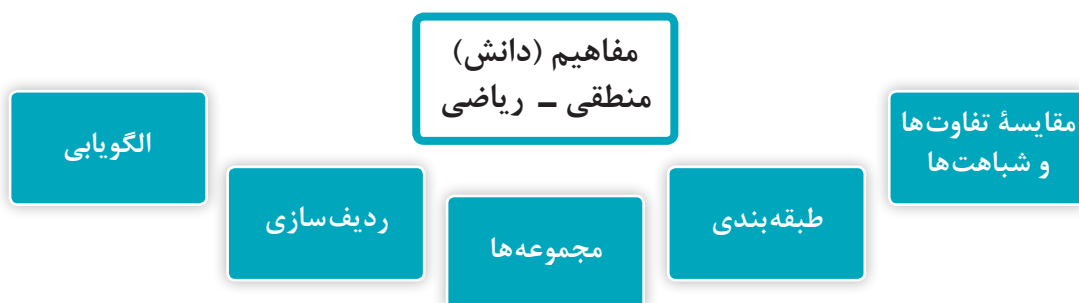 مفاهیم (دانش)
منطقی ـ ریاضی
مقایسهٔ تفاوت‌ها
و شباهت‌ها
طبقه‌بندی
مجموعه‌ها
ردیف‌سازی
الگویابی